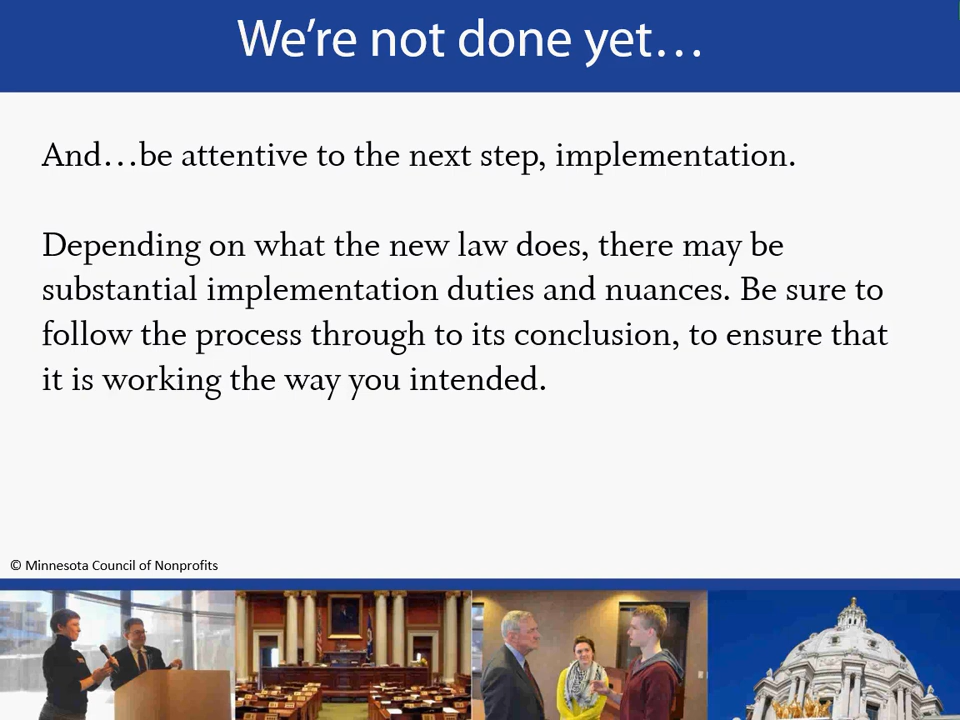 We’re not done yet…
And…be attentive to the next step, implementation.
Depending on what the new law does, there may be
substantial implementation duties and nuances. Be sure to
follow the process through to its conclusion, to ensure that
it is working the way you intended.
© Minnesota Council of Nonprofits